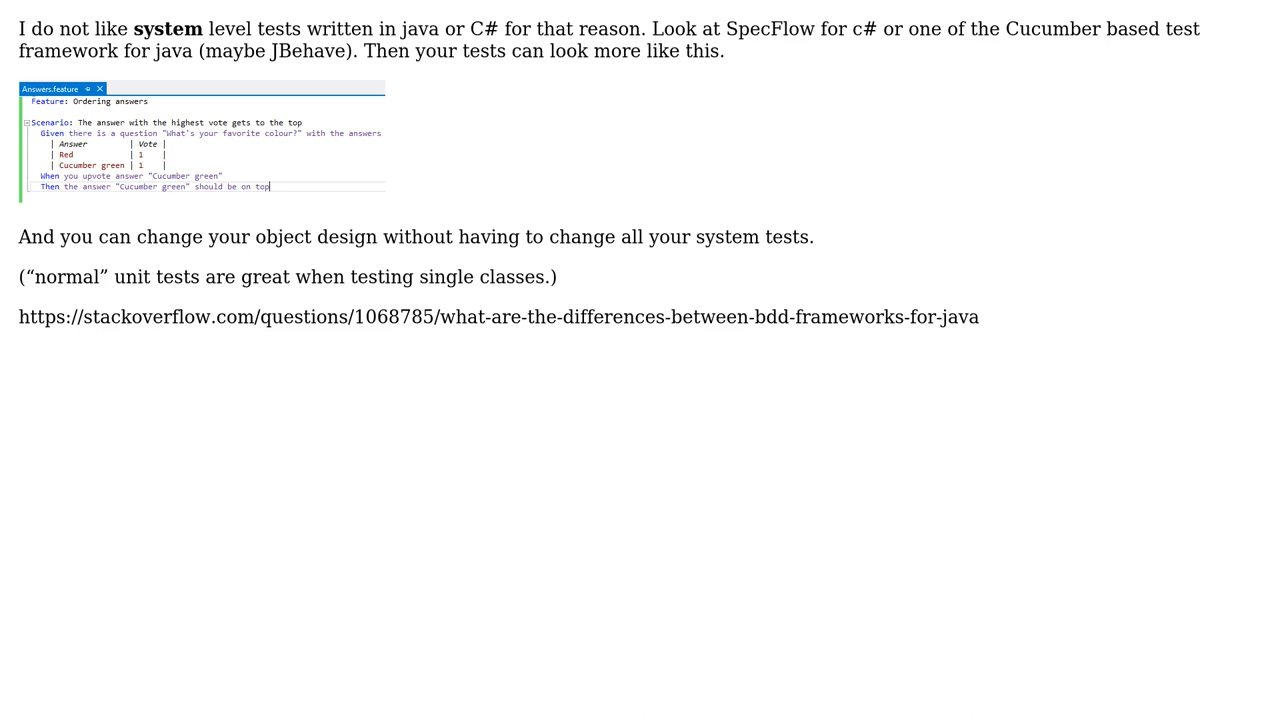 I do not like system level tests written in java or C# for that reason. Look at SpecFlow for c# or one of the Cucumber based test
framework for java (maybe JBehave). Then your tests can look more like this.
Answers.feature
Feature: Ordering answers
Scenario: The answer with the highest vote gets to the top
Given there is a question "What's your favorite colour?" with the answers
| Answer | Vote |
| Red | 1 |
| Cucumber green | 1 |
When you upvote answer "Cucumber green"
Then the answer "Cucumber green" should be on top
And you can change your object design without having to change all your system tests.
(“normal” unit tests are great when testing single classes.)
https://stackoverflow.com/questions/1068785/what-are-the-differences-between-bdd-frameworks-for-java